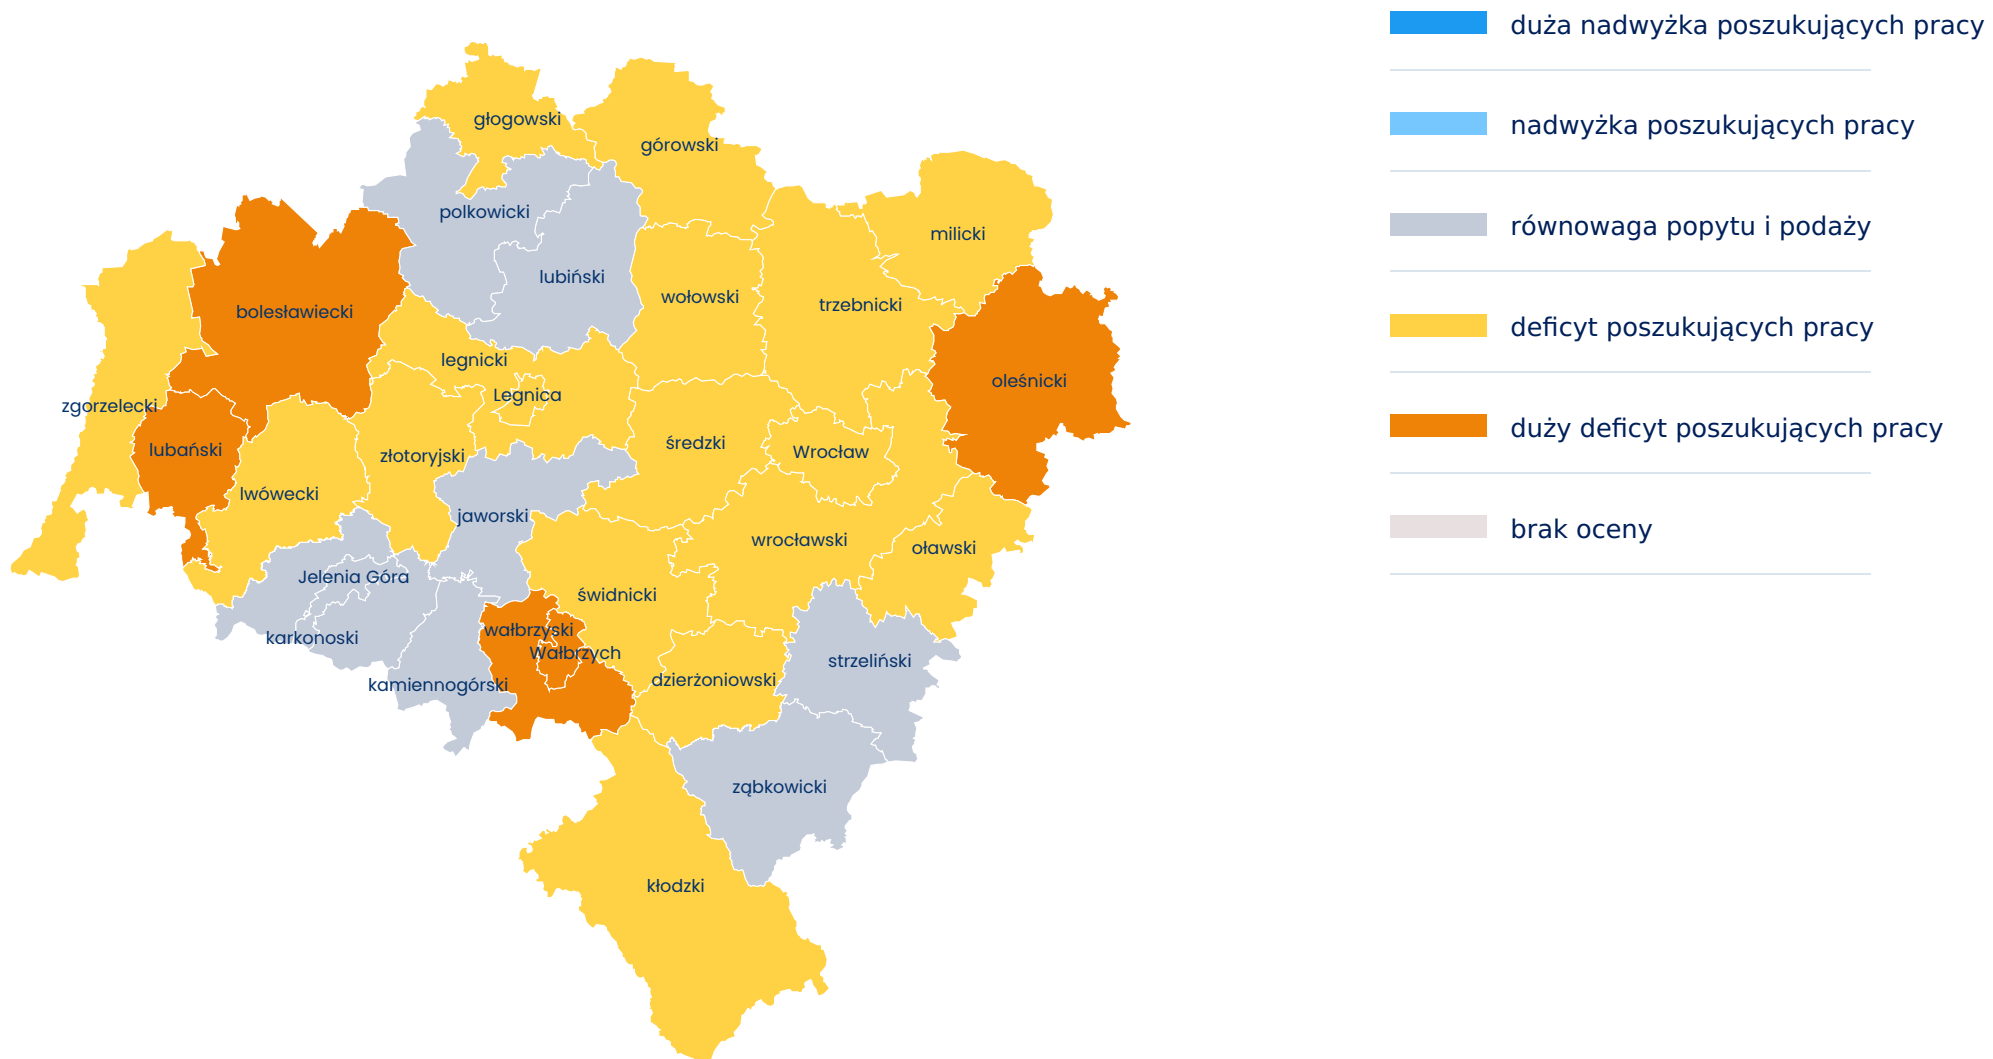 głogowski
górowski
polkowicki
milicki
lubiński
wołowski
trzebnicki
bolesławiecki
legnicki
oleśnicki
Legnica
zgorzelecki
średzki
lubański
Wrocław
złotoryjski
lwówecki
jaworski
wrocławski
oławski
Jelenia Góra
świdnicki
wałbrzyski
karkonoski
Wałbrzych
strzeliński
dzierżoniowski
kamiennogórski
ząbkowicki
kłodzki
duża nadwyżka poszukujących pracy
nadwyżka poszukujących pracy
równowaga popytu i podaży
deficyt poszukujących pracy
duży deficyt poszukujących pracy
brak oceny